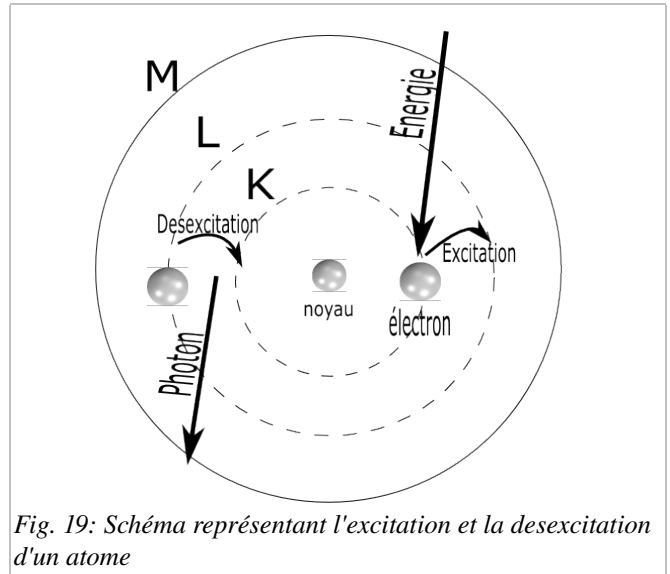 M
Energie
L
K
Desexcitation
Excitation
noyau
électron
Photon
Fig. 19: Schéma représentant l'excitation et la desexcitation
d'un atome